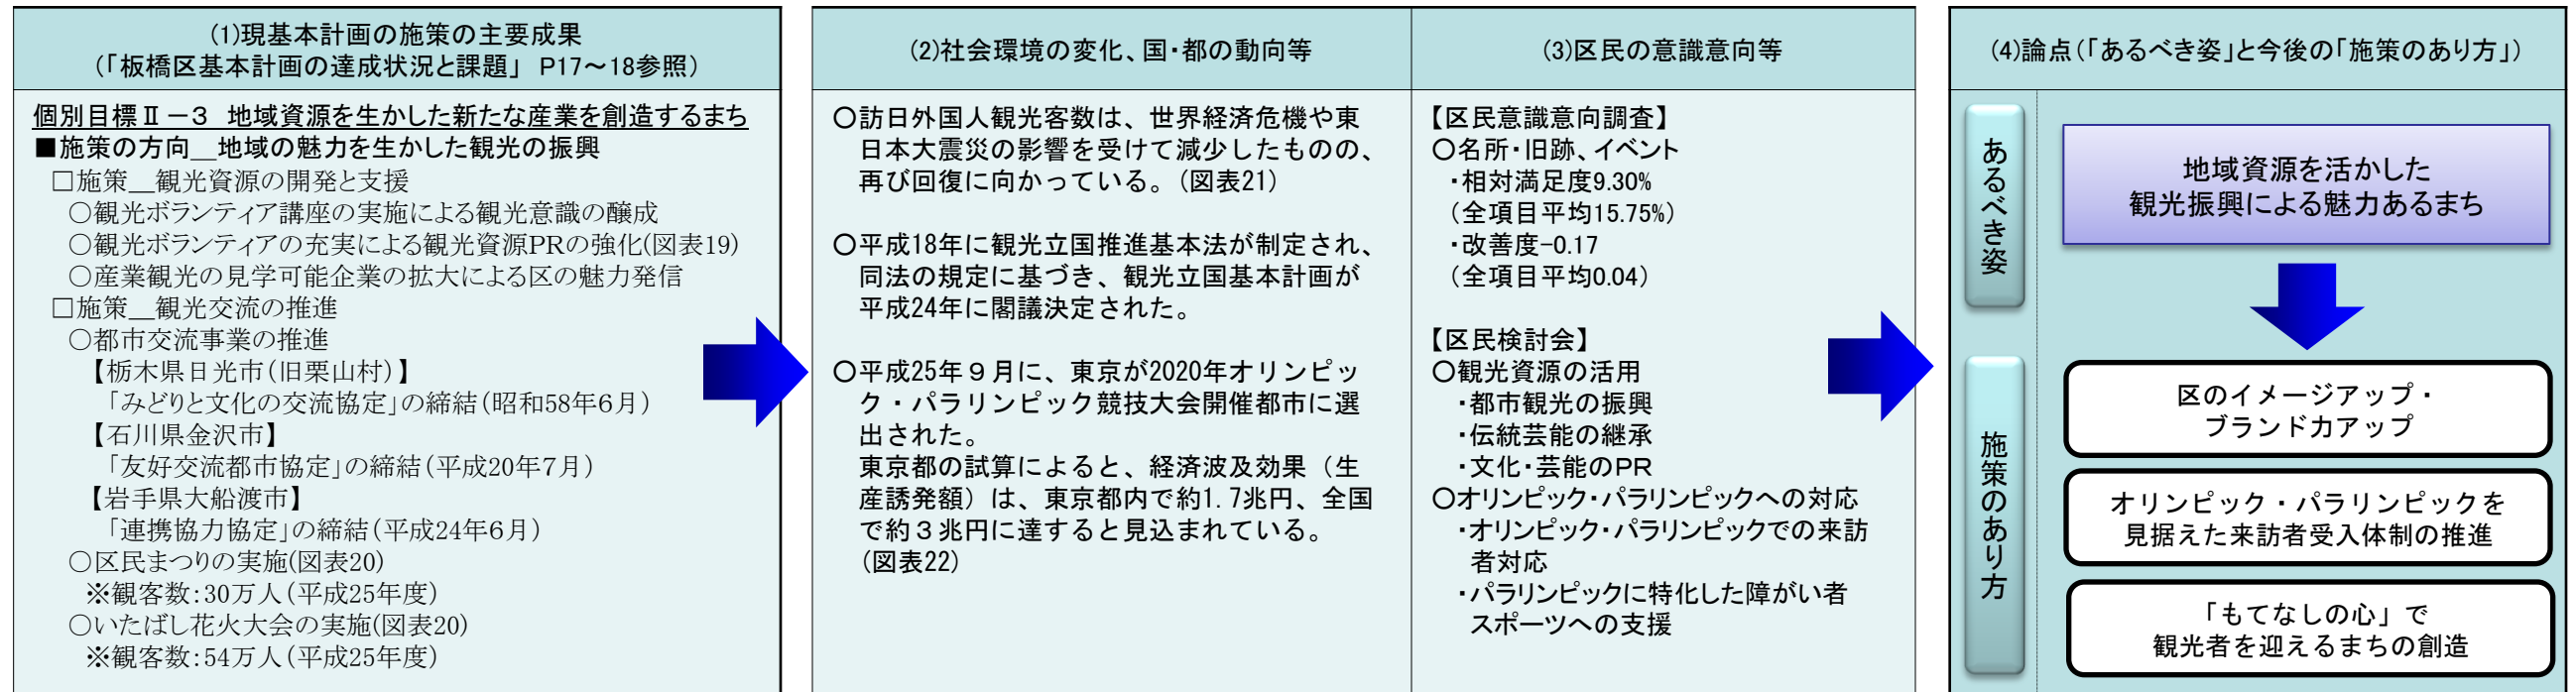 (1)現基本計画の施策の主要成果
(「板橋区基本計画の達成状況と課題」 P17~18参照)
個別目標Ⅱ-3 地域資源を生かした新たな産業を創造するまち
■施策の方向__地域の魅力を生かした観光の振興
□施策__観光資源の開発と支援
○観光ボランティア講座の実施による観光意識の醸成
○観光ボランティアの充実による観光資源PRの強化(図表19)
○産業観光の見学可能企業の拡大による区の魅力発信
□施策__観光交流の推進
○都市交流事業の推進
【栃木県日光市(旧栗山村)】
「みどりと文化の交流協定」の締結(昭和58年6月)
【石川県金沢市】
「友好交流都市協定」の締結(平成20年7月)
【岩手県大船渡市】
「連携協力協定」の締結(平成24年6月)
○区民まつりの実施(図表20)
※観客数:30万人(平成25年度)
○いたばし花火大会の実施(図表20)
※観客数:54万人(平成25年度)
(2)社会環境の変化、国・都の動向等
○訪日外国人観光客数は、世界経済危機や東
日本大震災の影響を受けて減少したものの、
再び回復に向かっている。(図表21)
○平成18年に観光立国推進基本法が制定され、
同法の規定に基づき、観光立国基本計画が
平成24年に閣議決定された。
○平成25年9月に、東京が2020年オリンピッ
ク・パラリンピック競技大会開催都市に選
出された。
東京都の試算によると、経済波及効果(生
産誘発額)は、東京都内で約1.7兆円、全国
で約3兆円に達すると見込まれている。
(図表22)
(3)区民の意識意向等
【区民意識意向調査】
○名所・旧跡、イベント
・相対満足度9.30%
(全項目平均15.75%)
・改善度-0.17
(全項目平均0.04)
【区民検討会】
○観光資源の活用
・都市観光の振興
・伝統芸能の継承
・文化・芸能のPR
○オリンピック・パラリンピックへの対応
・オリンピック・パラリンピックでの来訪
者対応
・パラリンピックに特化した障がい者
スポーツへの支援
(4)論点(「あるべき姿」と今後の「施策のあり方」)
あるべき姿
地域資源を活かした
観光振興による魅力あるまち
施策のあり方
区のイメージアップ・
ブランド力アップ
オリンピック・パラリンピックを
見据えた来訪者受入体制の推進
「もてなしの心」で
観光者を迎えるまちの創造